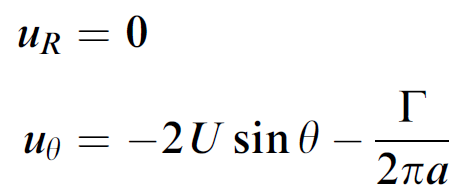 u_R = 0
u_θ = −2U sin θ − Γ/(2πa)